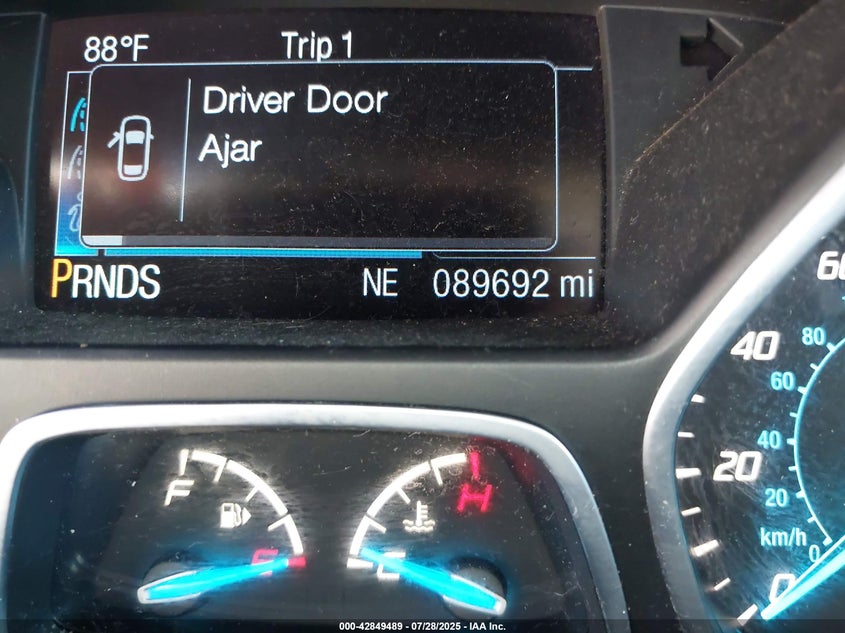 88°F Trip 1
Driver Door
Ajar
PRNDS NE 089692 mi
60
40 80
60
F H 40
20
20
km/h
E C 0
0
000-42849489 - 07/28/2025 - IAA Inc.